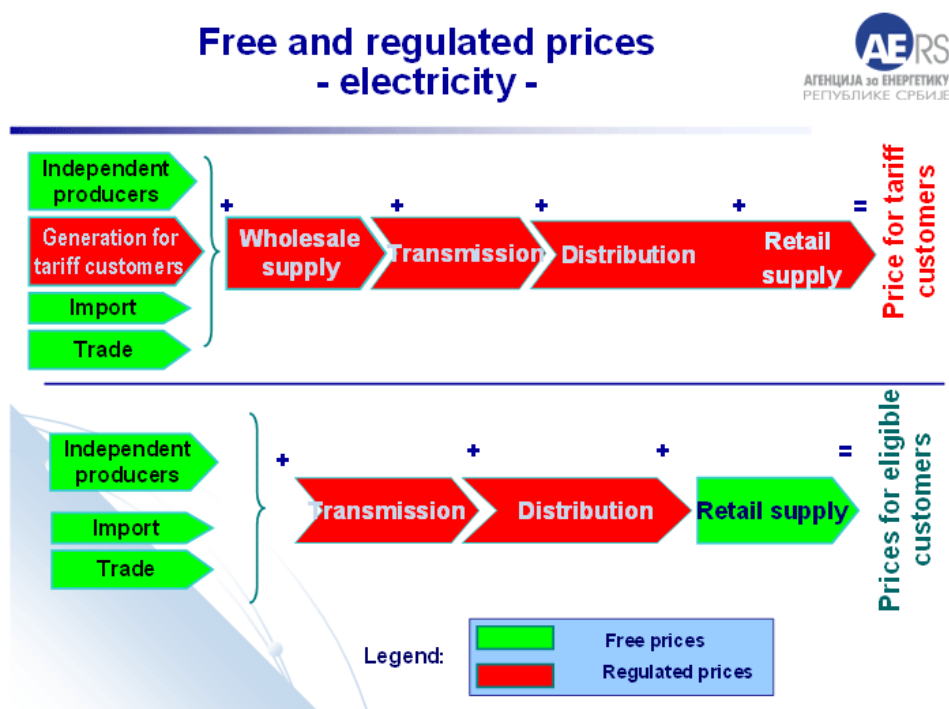 Free and regulated prices
- electricity -
AERS
АГЕНЦИЈА за ЕНЕРГЕТИКУ
РЕПУБЛИКЕ СРБИЈЕ
Independent
producers
Generation for
tariff customers
Import
Trade
+
Wholesale
supply
+
Transmission
+
Distribution
+
Retail
supply
=
Price for tariff
customers
Independent
producers
Import
Trade
+
Transmission
+
Distribution
+
Retail supply
=
Prices for eligible
customers
Legend:
Free prices
Regulated prices